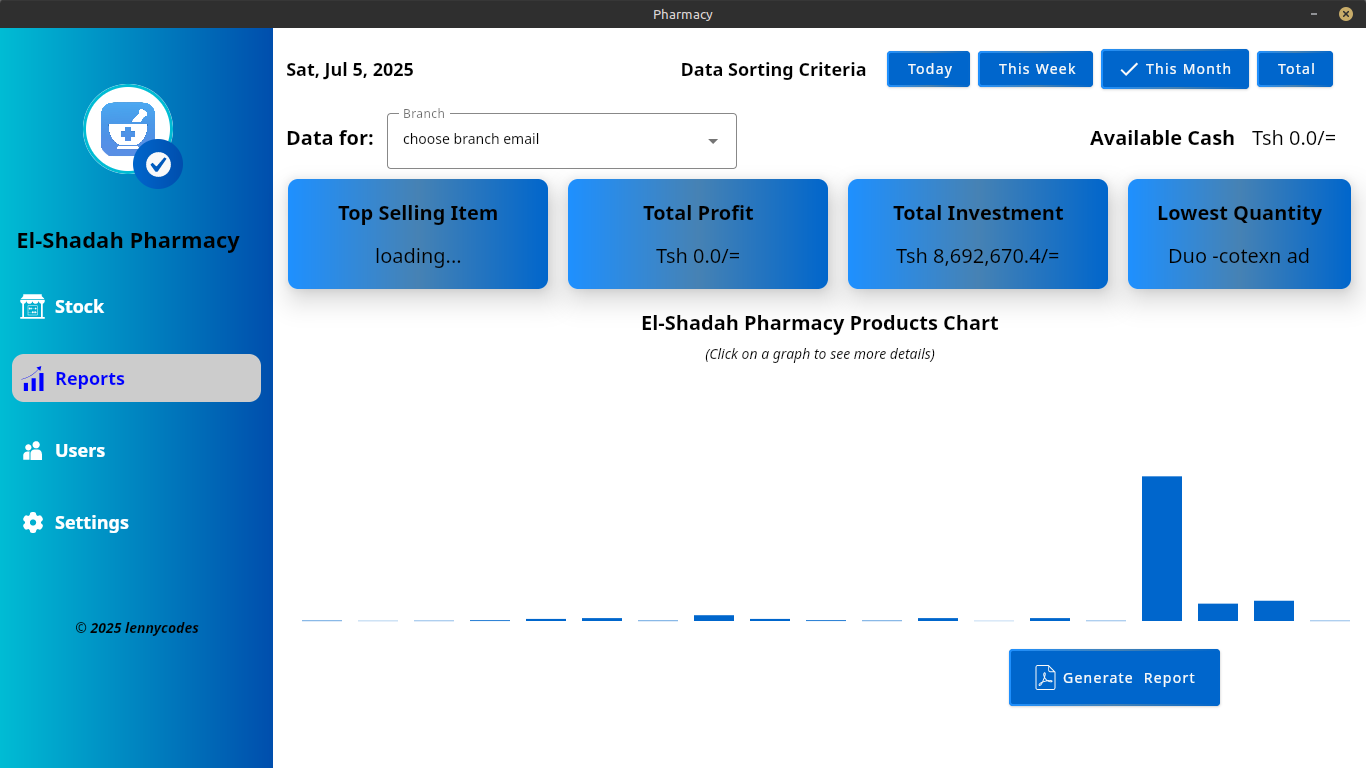 Pharmacy
Sat, Jul 5, 2025
Data Sorting Criteria
Today
This Week
This Month
Total
Data for:
Branch
choose branch email
Available Cash
Tsh 0.0/=
Top Selling Item
loading...
Total Profit
Tsh 0.0/=
Total Investment
Tsh 8,692,670.4/=
Lowest Quantity
Duo -cotexn ad
El-Shadah Pharmacy
Stock
Reports
Users
Settings
© 2025 lennycodes
El-Shadah Pharmacy Products Chart
(Click on a graph to see more details)
Generate Report